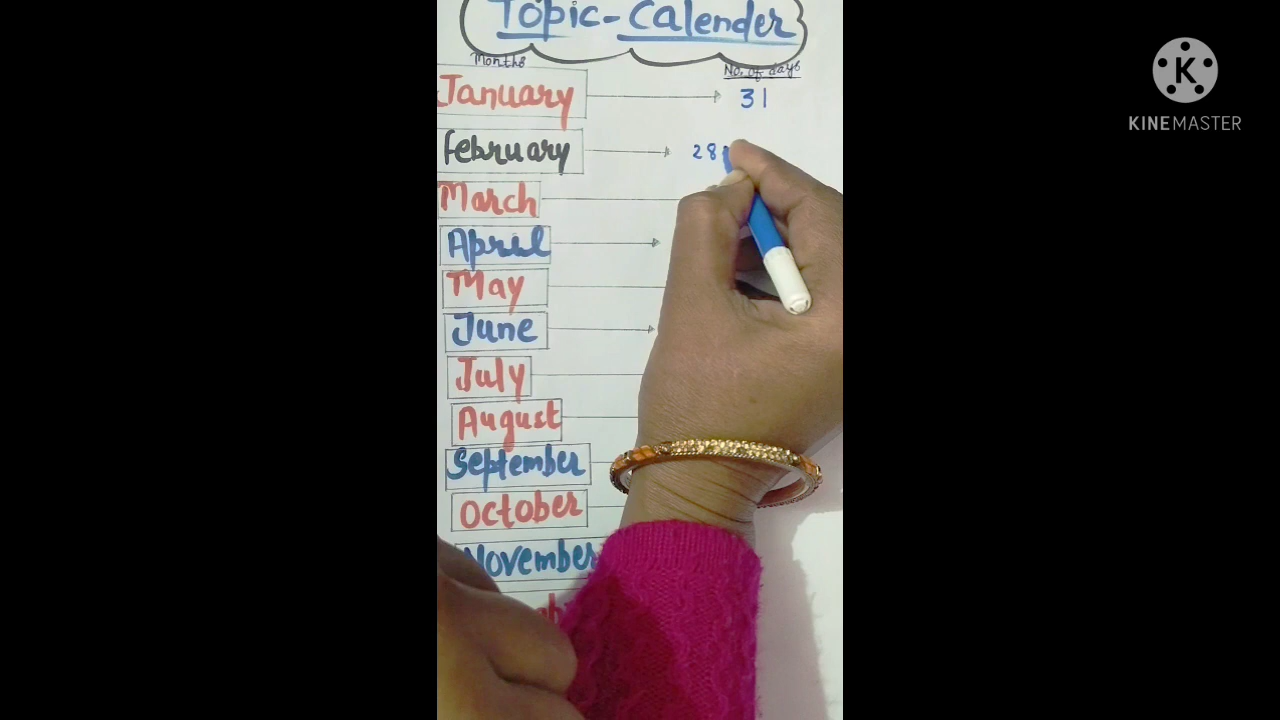 Topic-Calender
Months No. of days
January 31
february 28
March
April
May
June
July
August
September
October
November
KINEMASTER